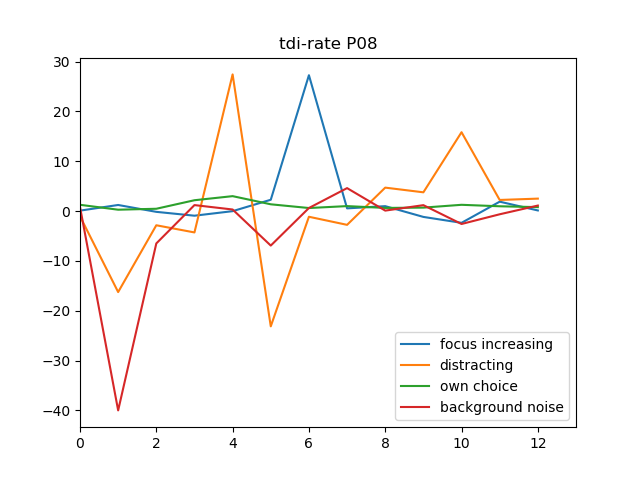 tdi-rate P08
30
20
10
0
−10
−20
−30
−40
0 2 4 6 8 10 12
focus increasing
distracting
own choice
background noise